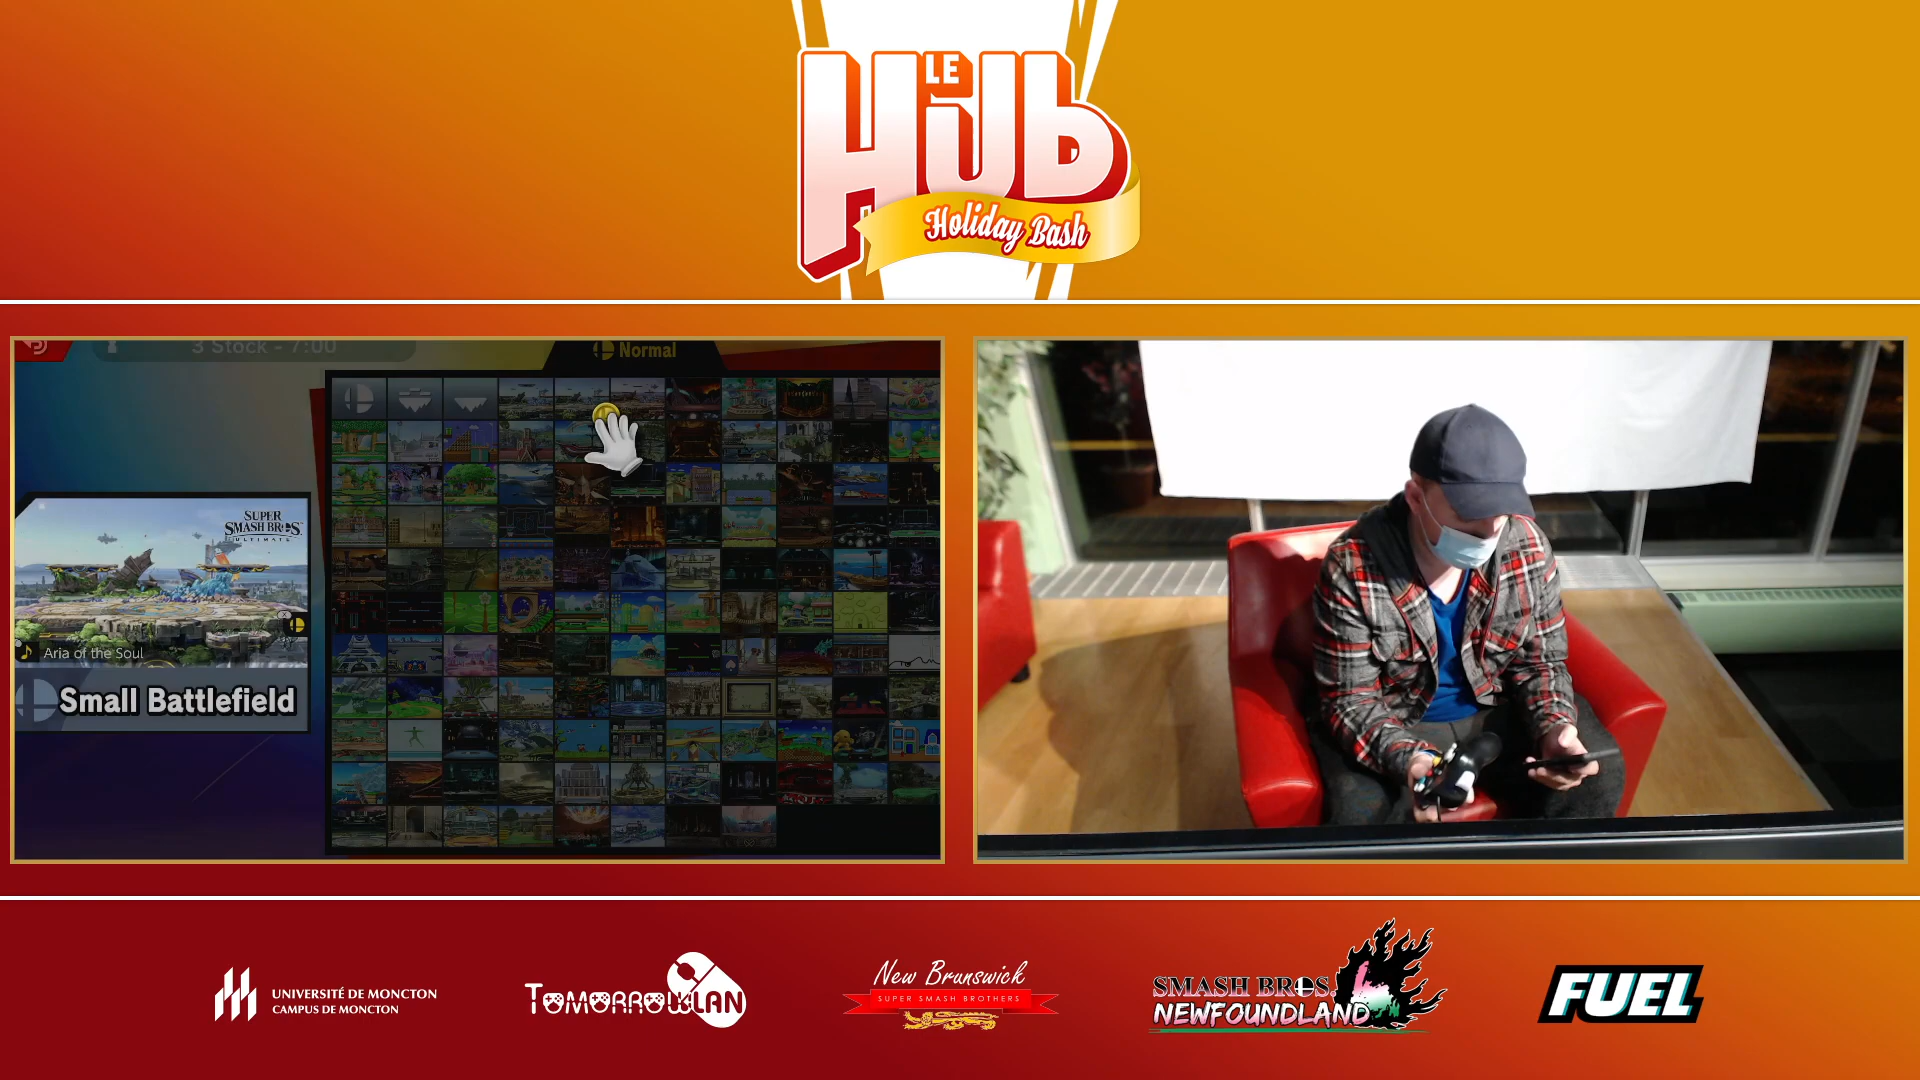 LE
HUB
Holiday Bash
3 Stock - 7:00
Normal
SUPER
SMASH BROS.
ULTIMATE
Aria of the Soul
Small Battlefield
UNIVERSITÉ DE MONCTON
CAMPUS DE MONCTON
TOMORROWLAN
New Brunswick
SUPER SMASH BROTHERS
SMASH BROS.
NEWFOUNDLAND
FUEL